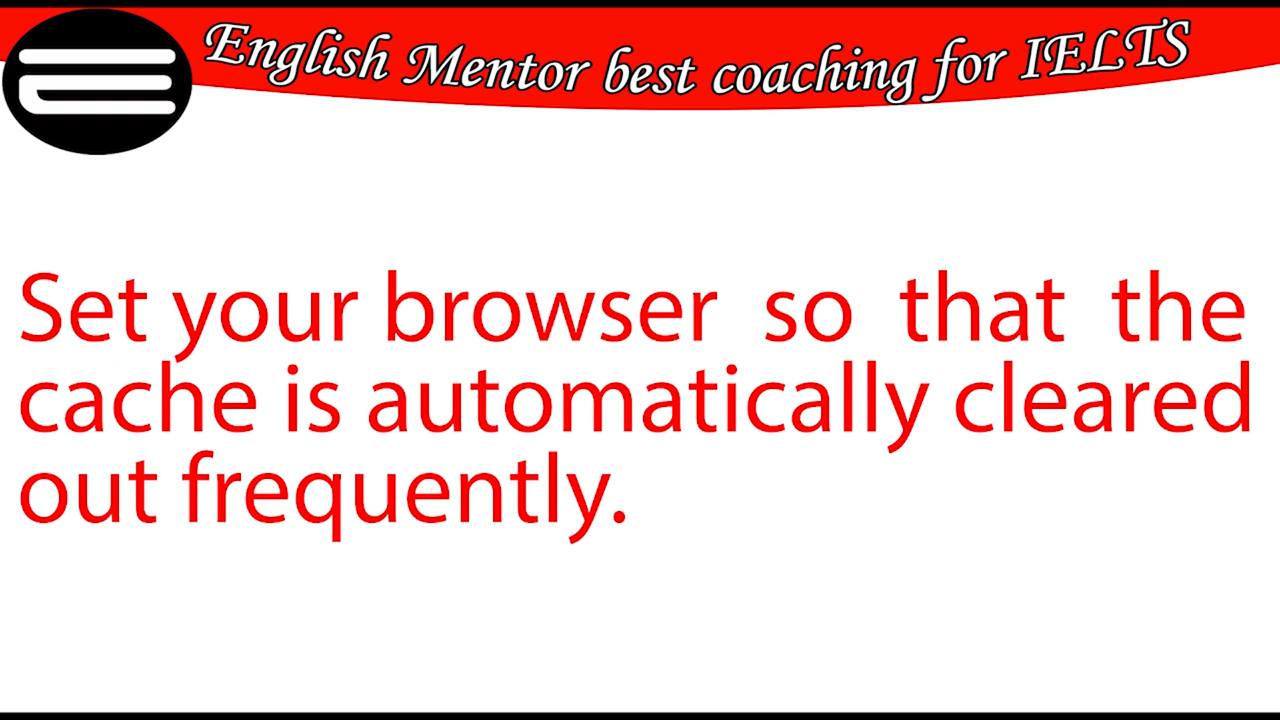 English Mentor best coaching for IELTS
Set your browser so that the
cache is automatically cleared
out frequently.